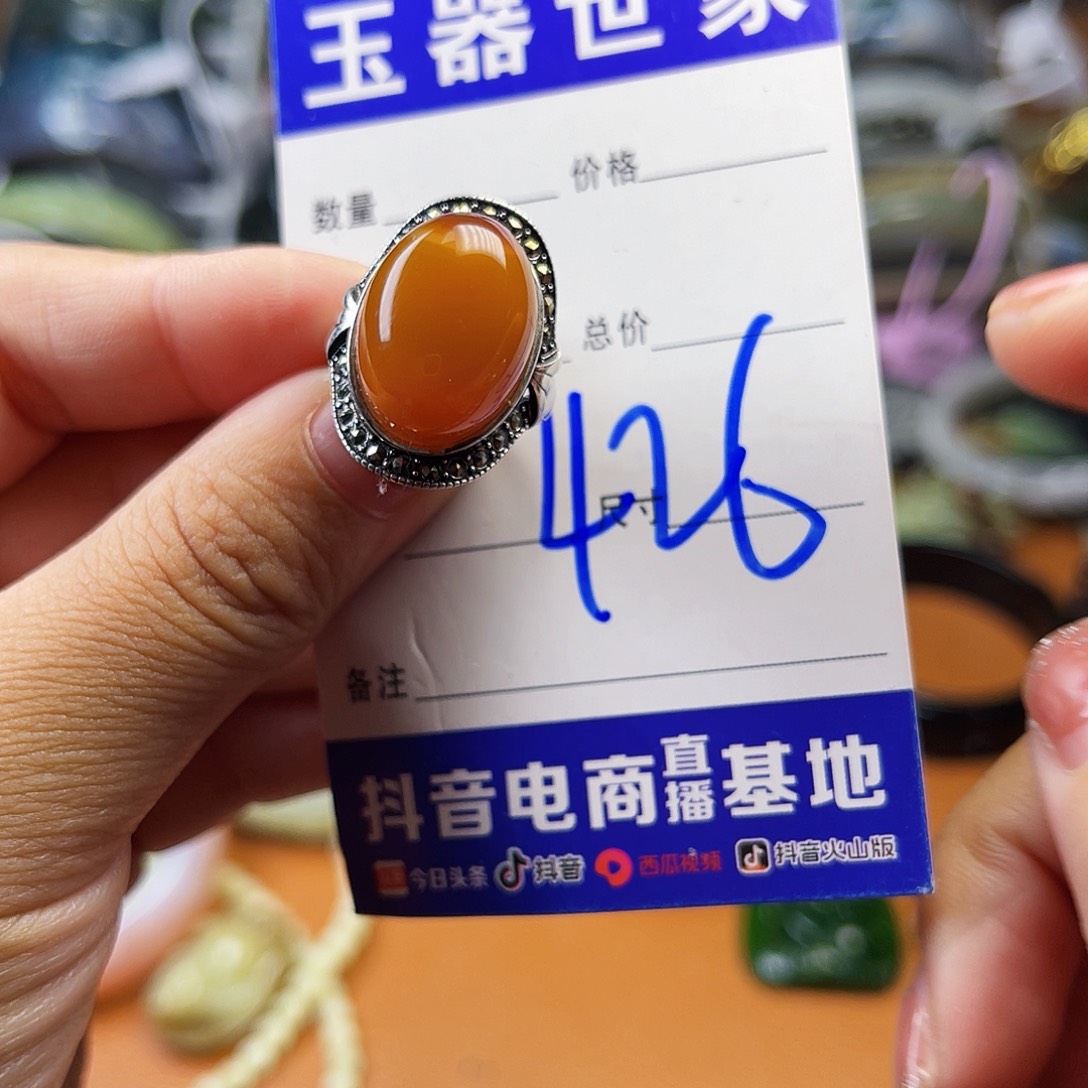 玉器世家
数量 价格
总价
426
尺寸
备注
抖音电商直播基地
今日头条 抖音 西瓜视频 抖音火山版